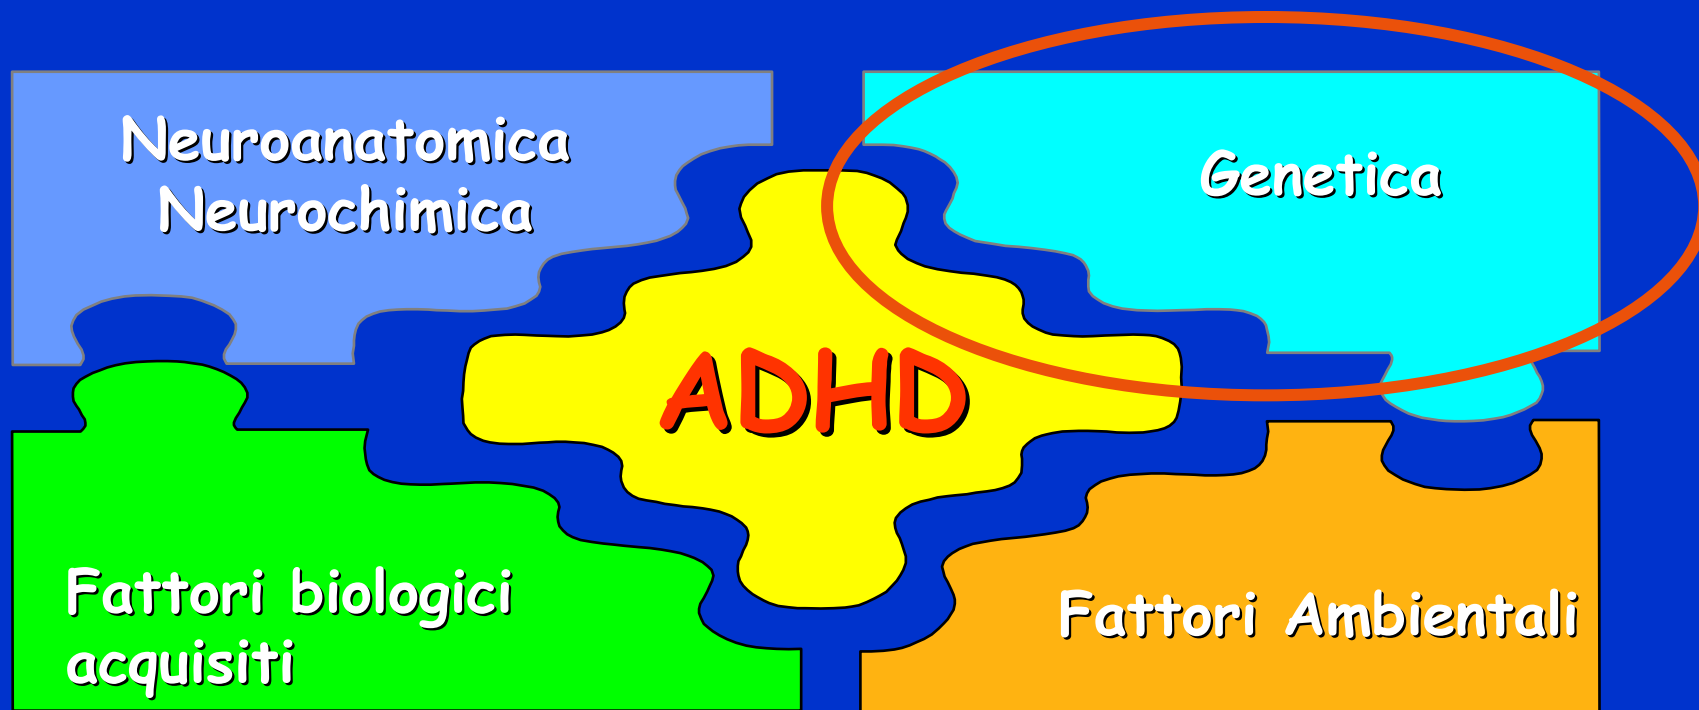 Neuroanatomica
Neurochimica
Genetica
ADHD
Fattori biologici
acquisiti
Fattori Ambientali